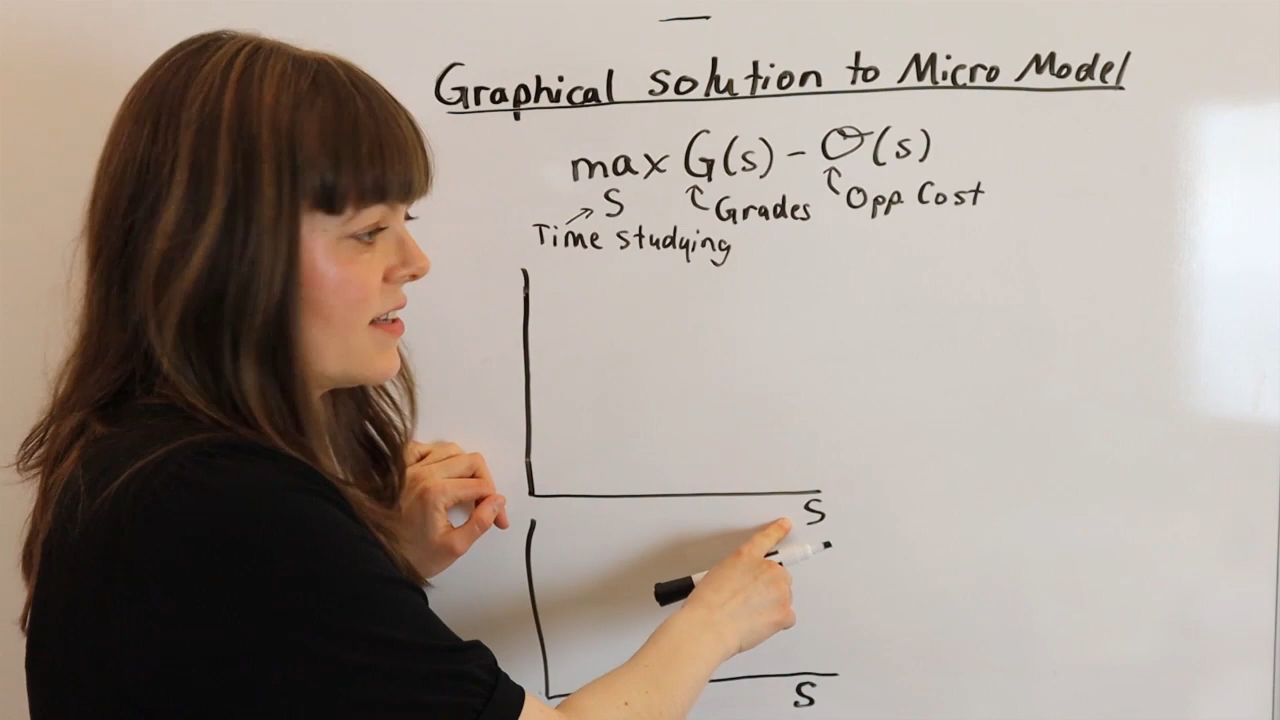 Graphical solution to Micro Model
max G(s) - O(s)
S Grades Opp Cost
Time studying
S
S